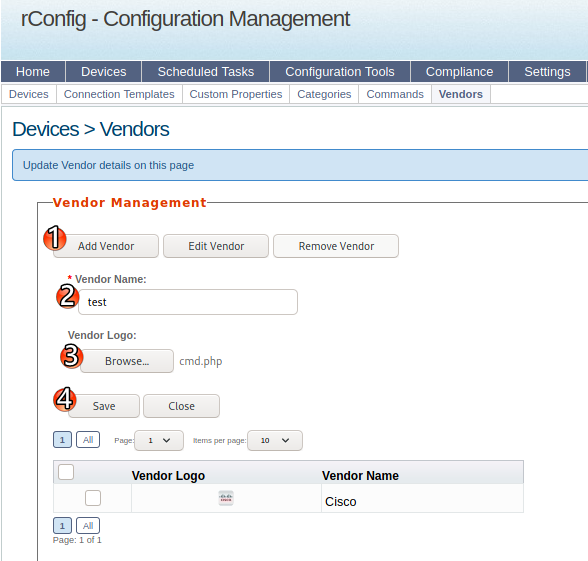 rConfig - Configuration Management
Home Devices Scheduled Tasks Configuration Tools Compliance Settings
Devices Connection Templates Custom Properties Categories Commands Vendors
Devices > Vendors
Update Vendor details on this page
Vendor Management
1 Add Vendor Edit Vendor Remove Vendor
* Vendor Name:
2 test
Vendor Logo:
3 Browse... cmd.php
4 Save Close
1 All Page: 1 Items per page: 10
Vendor Logo Vendor Name
Cisco
1 All
Page: 1 of 1